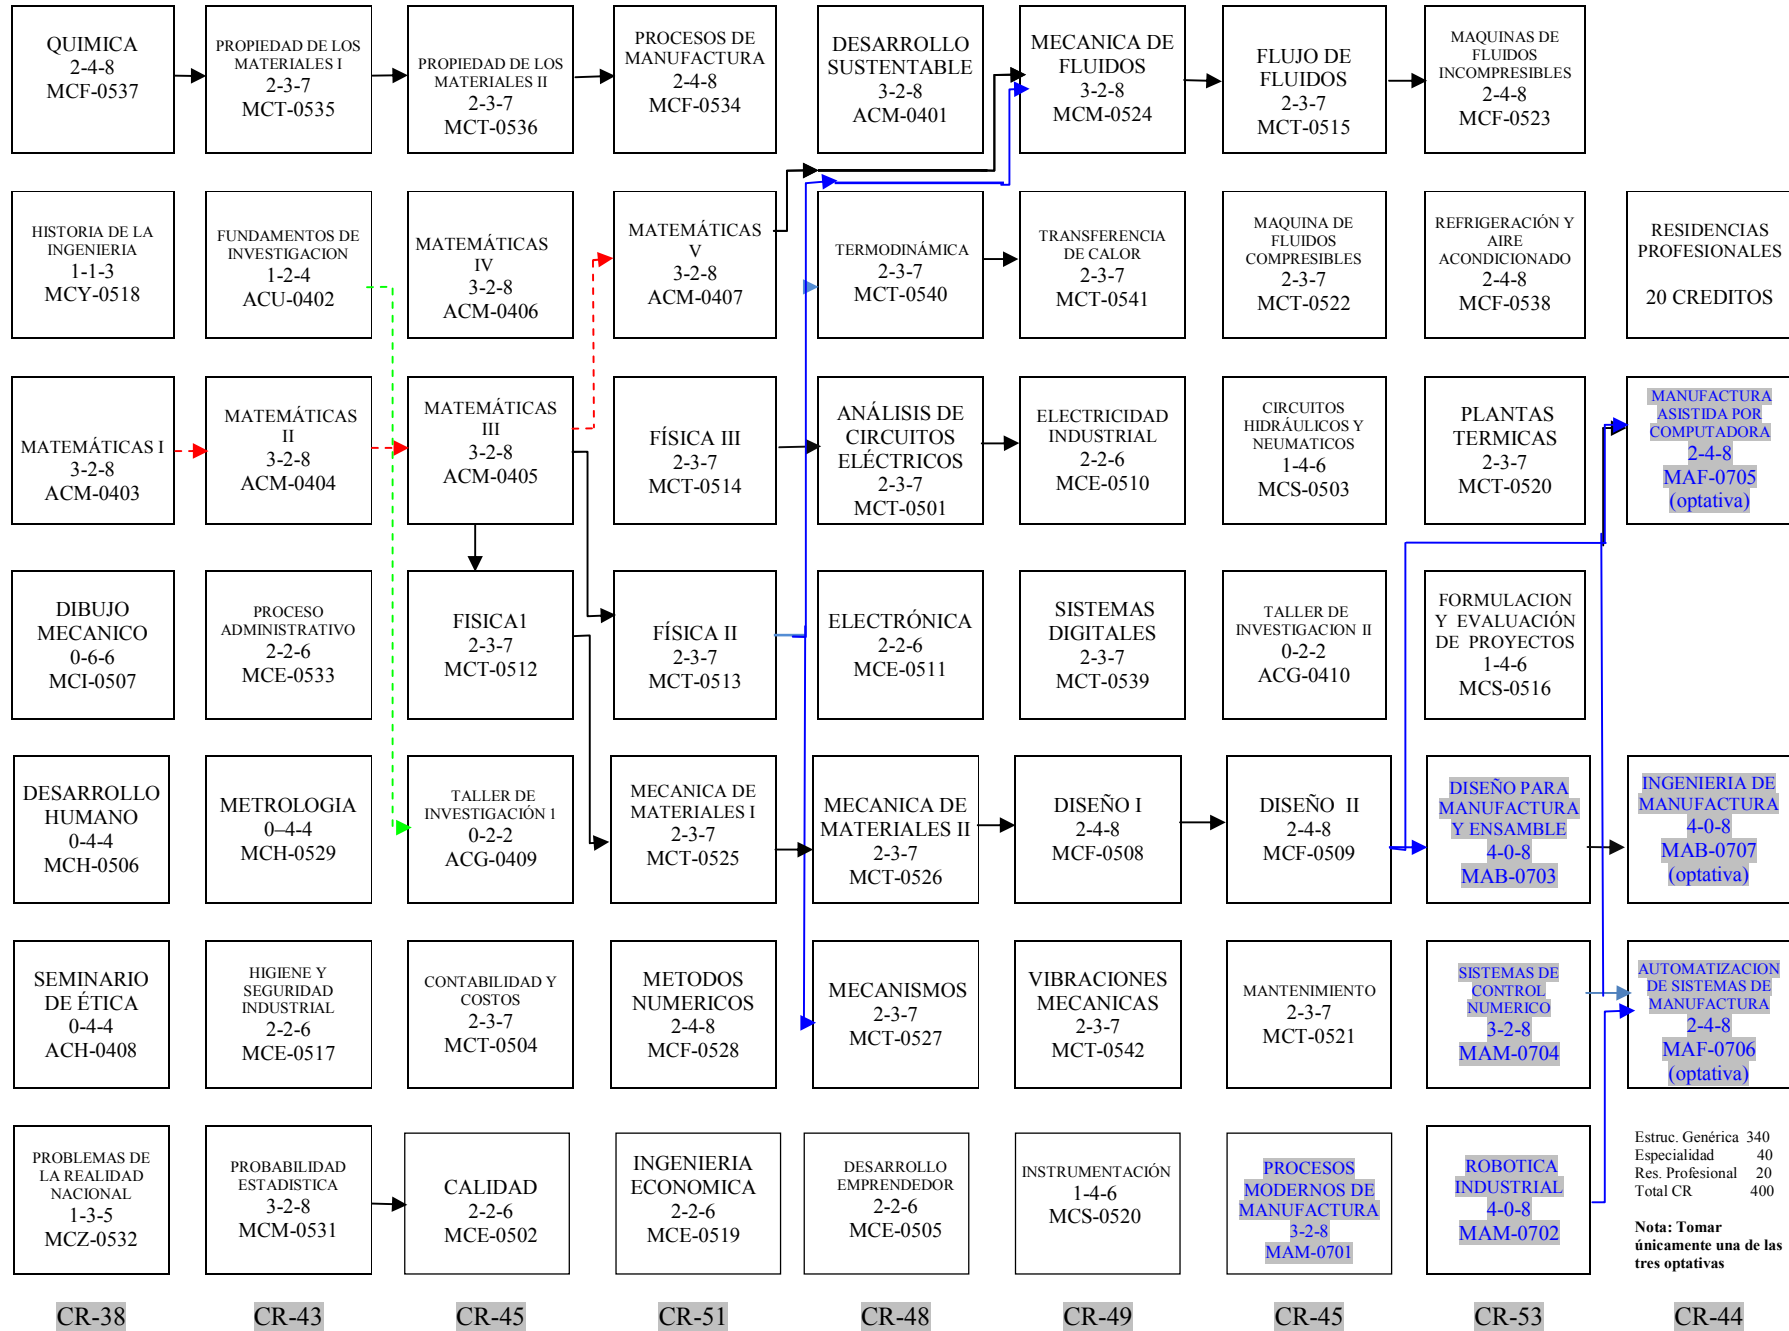 QUIMICA
2-4-8
MCF-0537
PROPIEDAD DE LOS
MATERIALES I
2-3-7
MCT-0535
PROPIEDAD DE LOS
MATERIALES II
2-3-7
MCT-0536
PROCESOS DE
MANUFACTURA
2-4-8
MCF-0534
DESARROLLO
SUSTENTABLE
3-2-8
ACM-0401
MECANICA DE
FLUIDOS
3-2-8
MCM-0524
FLUJO DE
FLUIDOS
2-3-7
MCT-0515
MAQUINAS DE
FLUIDOS
INCOMPRESIBLES
2-4-8
MCF-0523
HISTORIA DE LA
INGENIERIA
1-1-3
MCY-0518
FUNDAMENTOS DE
INVESTIGACION
1-2-4
ACU-0402
MATEMÁTICAS
IV
3-2-8
ACM-0406
MATEMÁTICAS
V
3-2-8
ACM-0407
TERMODINÁMICA
2-3-7
MCT-0540
TRANSFERENCIA
DE CALOR
2-3-7
MCT-0541
MAQUINA DE
FLUIDOS
COMPRESIBLES
2-3-7
MCT-0522
REFRIGERACIÓN Y
AIRE
ACONDICIONADO
2-4-8
MCF-0538
RESIDENCIAS
PROFESIONALES
20 CREDITOS
MATEMÁTICAS I
3-2-8
ACM-0403
MATEMÁTICAS
II
3-2-8
ACM-0404
MATEMÁTICAS
III
3-2-8
ACM-0405
FÍSICA III
2-3-7
MCT-0514
ANÁLISIS DE
CIRCUITOS
ELÉCTRICOS
2-3-7
MCT-0501
ELECTRICIDAD
INDUSTRIAL
2-2-6
MCE-0510
CIRCUITOS
HIDRÁULICOS Y
NEUMATICOS
1-4-6
MCS-0503
PLANTAS
TERMICAS
2-3-7
MCT-0520
MANUFACTURA
ASISTIDA POR
COMPUTADORA
2-4-8
MAF-0705
(optativa)
DIBUJO
MECANICO
0-6-6
MCI-0507
PROCESO
ADMINISTRATIVO
2-2-6
MCE-0533
FISICA1
2-3-7
MCT-0512
FÍSICA II
2-3-7
MCT-0513
ELECTRÓNICA
2-2-6
MCE-0511
SISTEMAS
DIGITALES
2-3-7
MCT-0539
TALLER DE
INVESTIGACION II
0-2-2
ACG-0410
FORMULACION
Y EVALUACIÓN
DE PROYECTOS
1-4-6
MCS-0516
DESARROLLO
HUMANO
0-4-4
MCH-0506
METROLOGIA
0–4-4
MCH-0529
TALLER DE
INVESTIGACIÓN 1
0-2-2
ACG-0409
MECANICA DE
MATERIALES I
2-3-7
MCT-0525
MECANICA DE
MATERIALES II
2-3-7
MCT-0526
DISEÑO I
2-4-8
MCF-0508
DISEÑO II
2-4-8
MCF-0509
DISEÑO PARA
MANUFACTURA
Y ENSAMBLE
4-0-8
MAB-0703
INGENIERIA DE
MANUFACTURA
4-0-8
MAB-0707
(optativa)
SEMINARIO
DE ÉTICA
0-4-4
ACH-0408
HIGIENE Y
SEGURIDAD
INDUSTRIAL
2-2-6
MCE-0517
CONTABILIDAD Y
COSTOS
2-3-7
MCT-0504
METODOS
NUMERICOS
2-4-8
MCF-0528
MECANISMOS
2-3-7
MCT-0527
VIBRACIONES
MECANICAS
2-3-7
MCT-0542
MANTENIMIENTO
2-3-7
MCT-0521
SISTEMAS DE
CONTROL
NUMERICO
3-2-8
MAM-0704
AUTOMATIZACION
DE SISTEMAS DE
MANUFACTURA
2-4-8
MAF-0706
(optativa)
PROBLEMAS DE
LA REALIDAD
NACIONAL
1-3-5
MCZ-0532
PROBABILIDAD
ESTADISTICA
3-2-8
MCM-0531
CALIDAD
2-2-6
MCE-0502
INGENIERIA
ECONOMICA
2-2-6
MCE-0519
DESARROLLO
EMPRENDEDOR
2-2-6
MCE-0505
INSTRUMENTACIÓN
1-4-6
MCS-0520
PROCESOS
MODERNOS DE
MANUFACTURA
3-2-8
MAM-0701
ROBOTICA
INDUSTRIAL
4-0-8
MAM-0702
Estruc. Genérica 340
Especialidad 40
Res. Profesional 20
Total CR 400
Nota: Tomar
únicamente una de las
tres optativas
CR-38
CR-43
CR-45
CR-51
CR-48
CR-49
CR-45
CR-53
CR-44